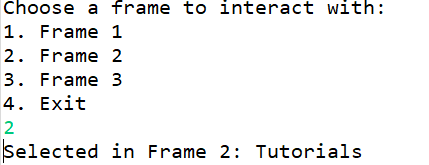 Choose a frame to interact with:
1. Frame 1
2. Frame 2
3. Frame 3
4. Exit
2
Selected in Frame 2: Tutorials